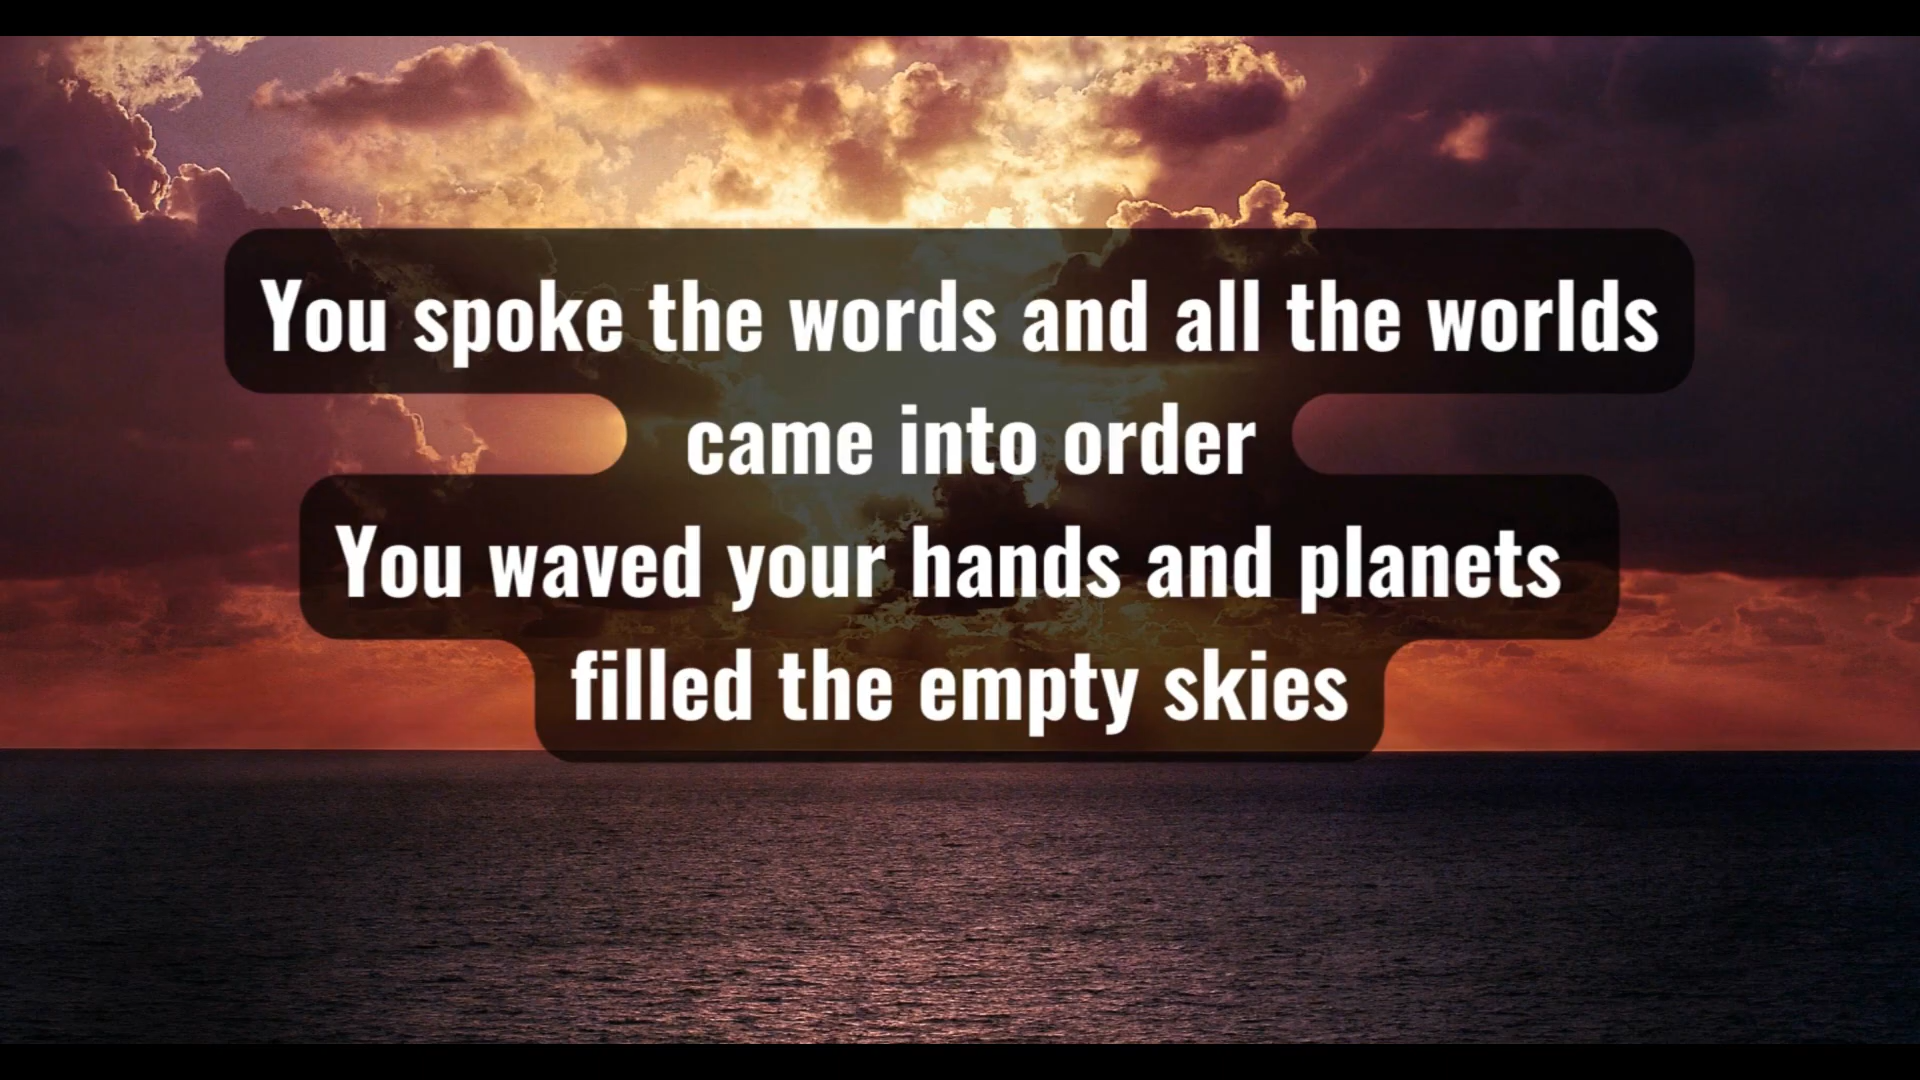 You spoke the words and all the worlds
came into order
You waved your hands and planets
filled the empty skies